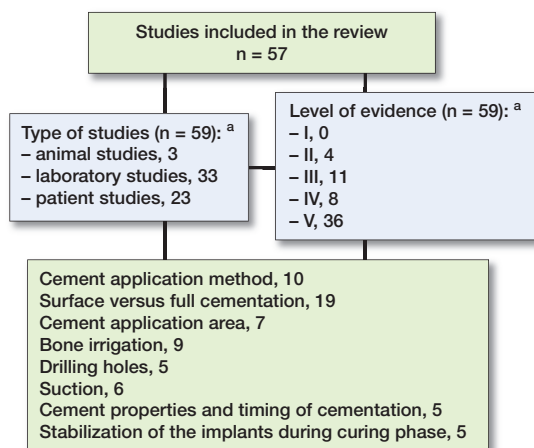 Studies included in the review
n = 57
Type of studies (n = 59): a
– animal studies, 3
– laboratory studies, 33
– patient studies, 23
Level of evidence (n = 59): a
– I, 0
– II, 4
– III, 11
– IV, 8
– V, 36
Cement application method, 10
Surface versus full cementation, 19
Cement application area, 7
Bone irrigation, 9
Drilling holes, 5
Suction, 6
Cement properties and timing of cementation, 5
Stabilization of the implants during curing phase, 5